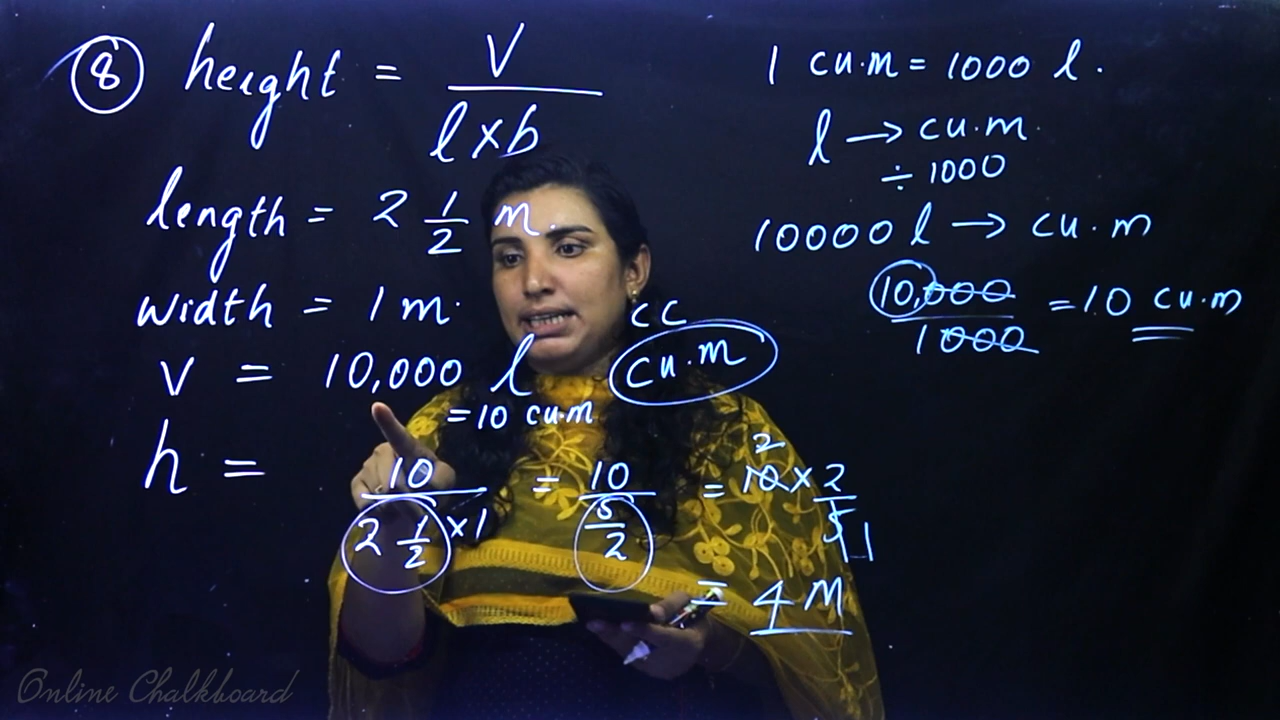 8 height = V / l x b
length = 2 1/2 m.
width = 1 m.
V = 10,000 l
= 10 cu.m
cc
cu.m
h = 10 / 2 1/2 x 1 = 10 / 5/2 = 10 x 2/5 2 1
= 4 M
1 cu.m = 1000 l.
l → cu.m.
÷ 1000
10000 l → cu.m
10,000 / 1000 = 10 cu.m
Online Chalkboard